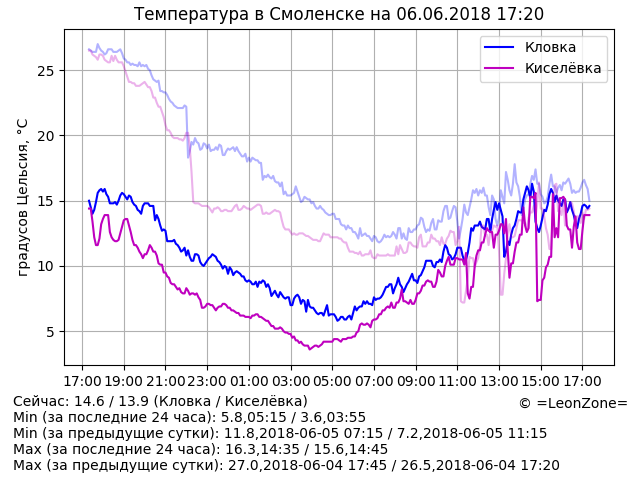 Температура в Смоленске на 06.06.2018 17:20
градусов Цельсия, °C
25
20
15
10
5
Кловка
Киселёвка
17:00 19:00 21:00 23:00 01:00 03:00 05:00 07:00 09:00 11:00 13:00 15:00 17:00
Сейчас: 14.6 / 13.9 (Кловка / Киселёвка)
© =LeonZone=
Min (за последние 24 часа): 5.8,05:15 / 3.6,03:55
Min (за предыдущие сутки): 11.8,2018-06-05 07:15 / 7.2,2018-06-05 11:15
Max (за последние 24 часа): 16.3,14:35 / 15.6,14:45
Max (за предыдущие сутки): 27.0,2018-06-04 17:45 / 26.5,2018-06-04 17:20